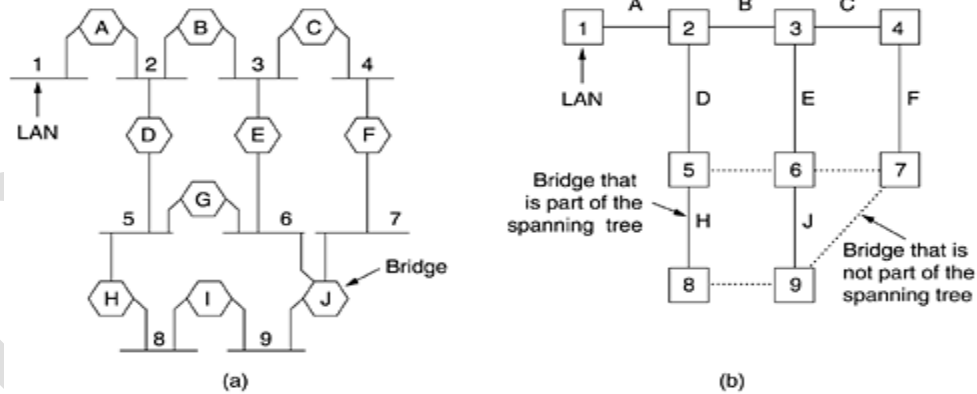 A B C
1 2 3 4
LAN
D E F
G
5 6 7
Bridge
H I J
8 9
(a)
A B C
1 2 3 4
LAN
D E F
5 6 7
Bridge that
is part of the
spanning tree
H J
Bridge that is
not part of the
spanning tree
8 9
(b)